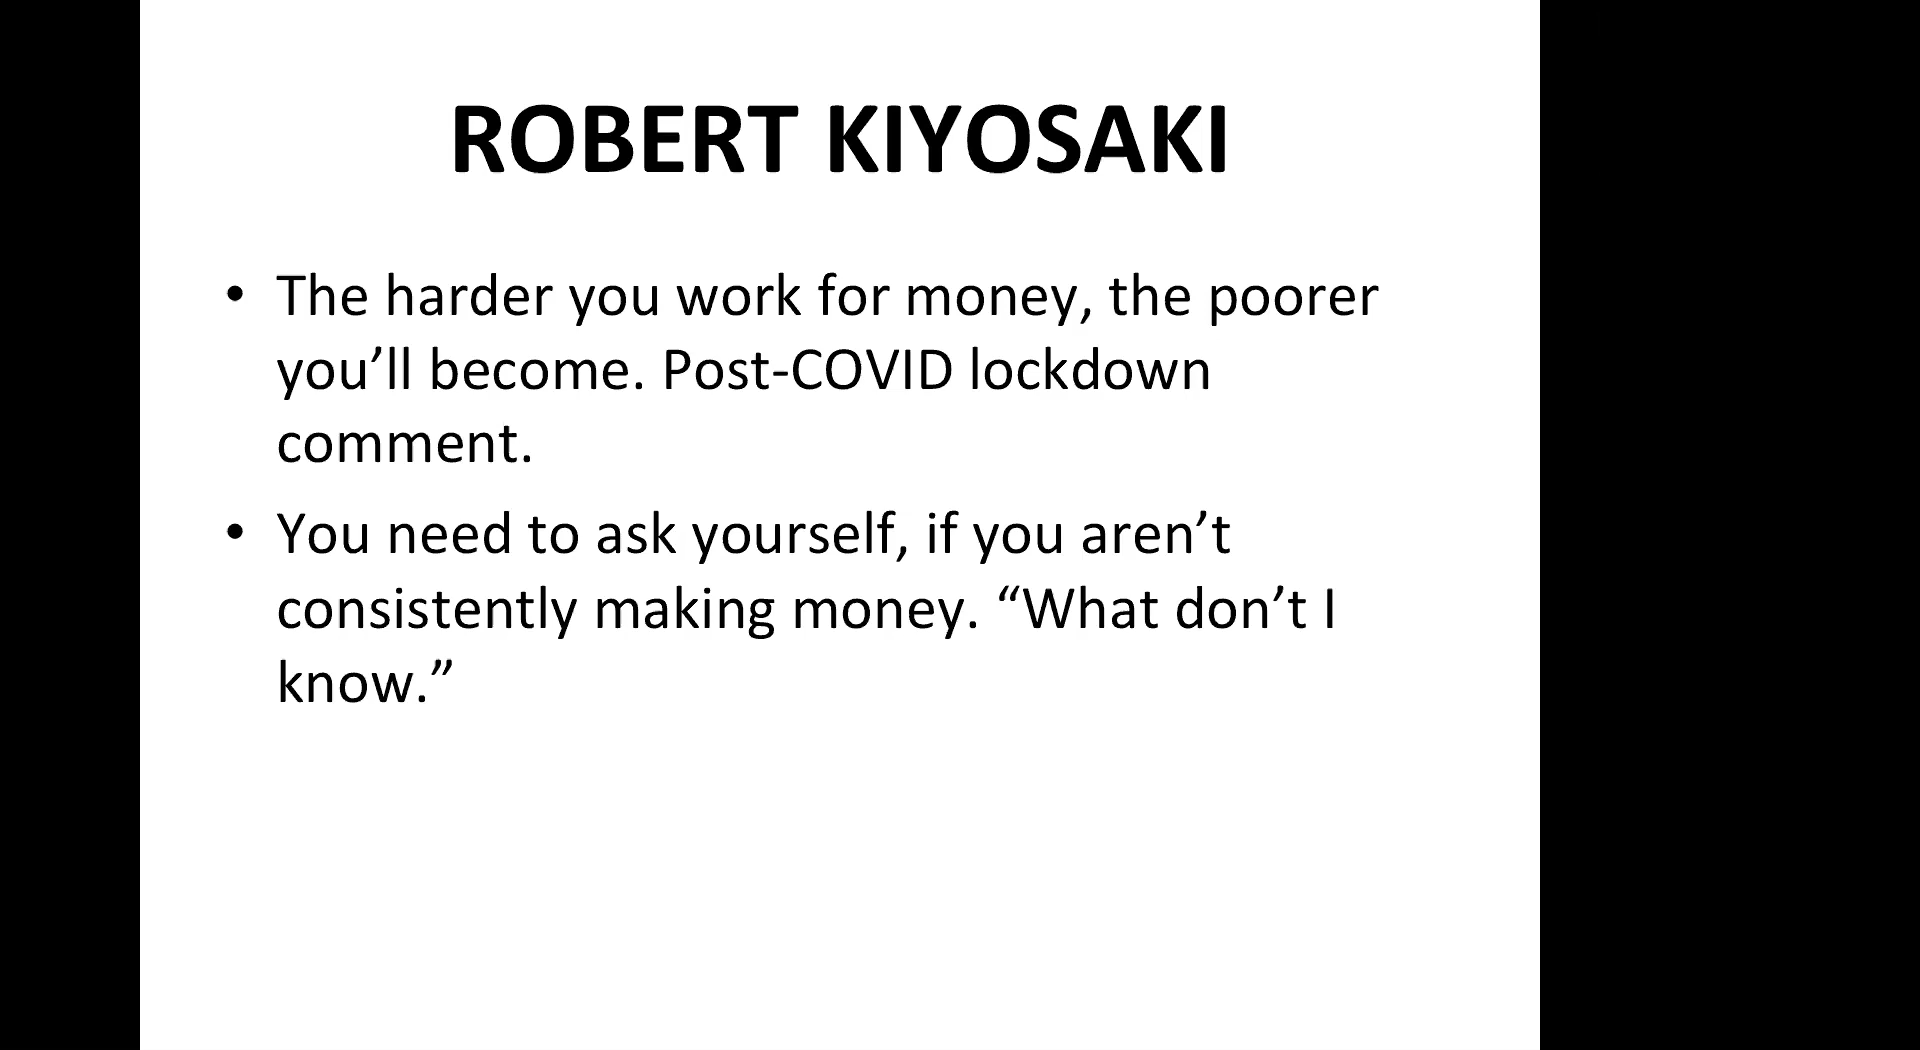 ROBERT KIYOSAKI
• The harder you work for money, the poorer
you’ll become. Post-COVID lockdown
comment.
• You need to ask yourself, if you aren’t
consistently making money. “What don’t I
know.”